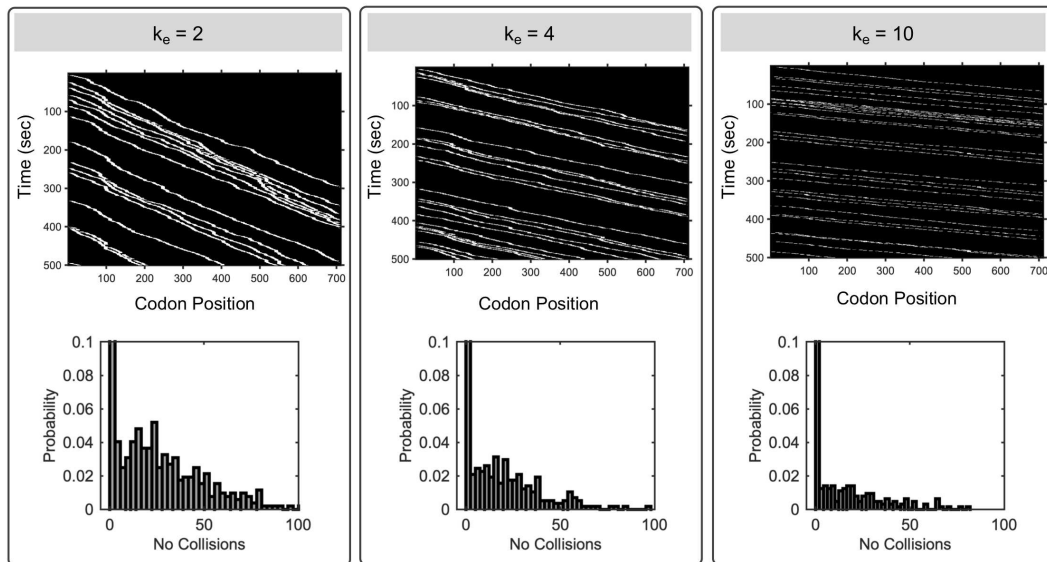 kₑ = 2
Time (sec)
100
200
300
400
500
100 200 300 400 500 600 700
Codon Position
Probability
0.1
0.08
0.06
0.04
0.02
0
0 50 100
No Collisions
kₑ = 4
Time (sec)
100
200
300
400
500
100 200 300 400 500 600 700
Codon Position
Probability
0.1
0.08
0.06
0.04
0.02
0
0 50 100
No Collisions
kₑ = 10
Time (sec)
100
200
300
400
500
100 200 300 400 500 600 700
Codon Position
Probability
0.1
0.08
0.06
0.04
0.02
0
0 50 100
No Collisions